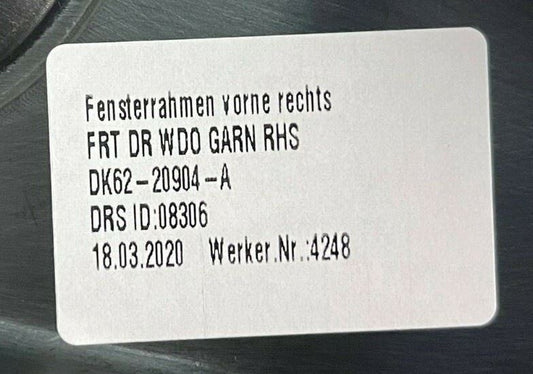 Fensterrahmen vorne rechts
FRT DR WDO GARN RHS
DK62-20904-A
DRS ID:08306
18.03.2020 Werker.Nr.:4248